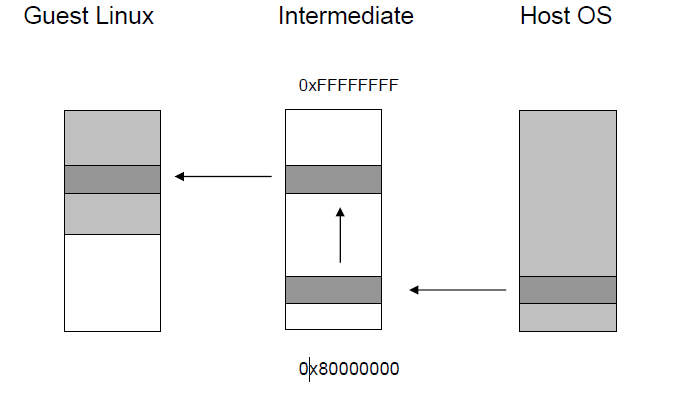 Guest Linux
Intermediate
Host OS
0xFFFFFFFF
0x80000000